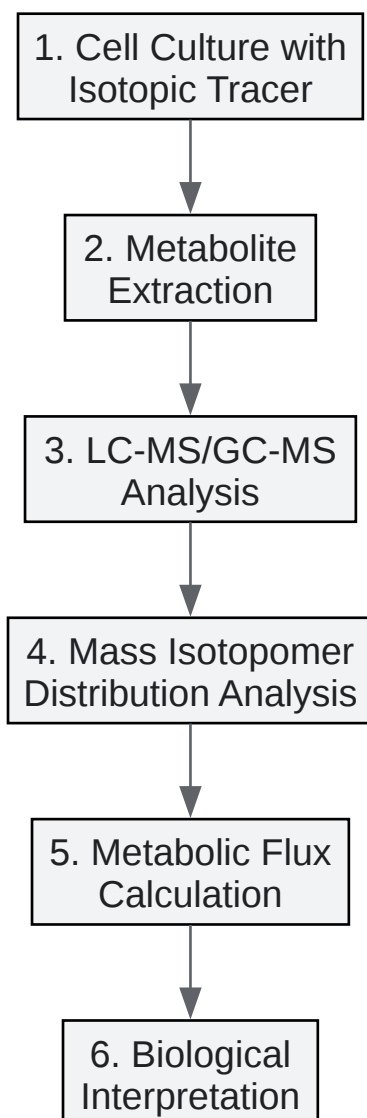 1. Cell Culture with
Isotopic Tracer
2. Metabolite
Extraction
3. LC-MS/GC-MS
Analysis
4. Mass Isotopomer
Distribution Analysis
5. Metabolic Flux
Calculation
6. Biological
Interpretation